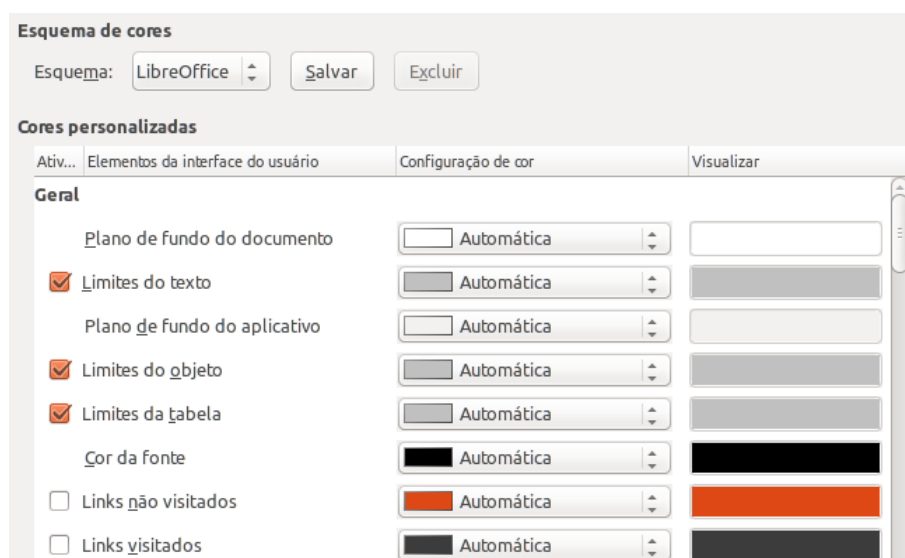 Esquema de cores
Esquema: LibreOffice Salvar Excluir
Cores personalizadas
Ativ... Elementos da interface do usuário Configuração de cor Visualizar
Geral
Plano de fundo do documento Automática
Limites do texto Automática
Plano de fundo do aplicativo Automática
Limites do objeto Automática
Limites da tabela Automática
Cor da fonte Automática
Links não visitados Automática
Links visitados Automática